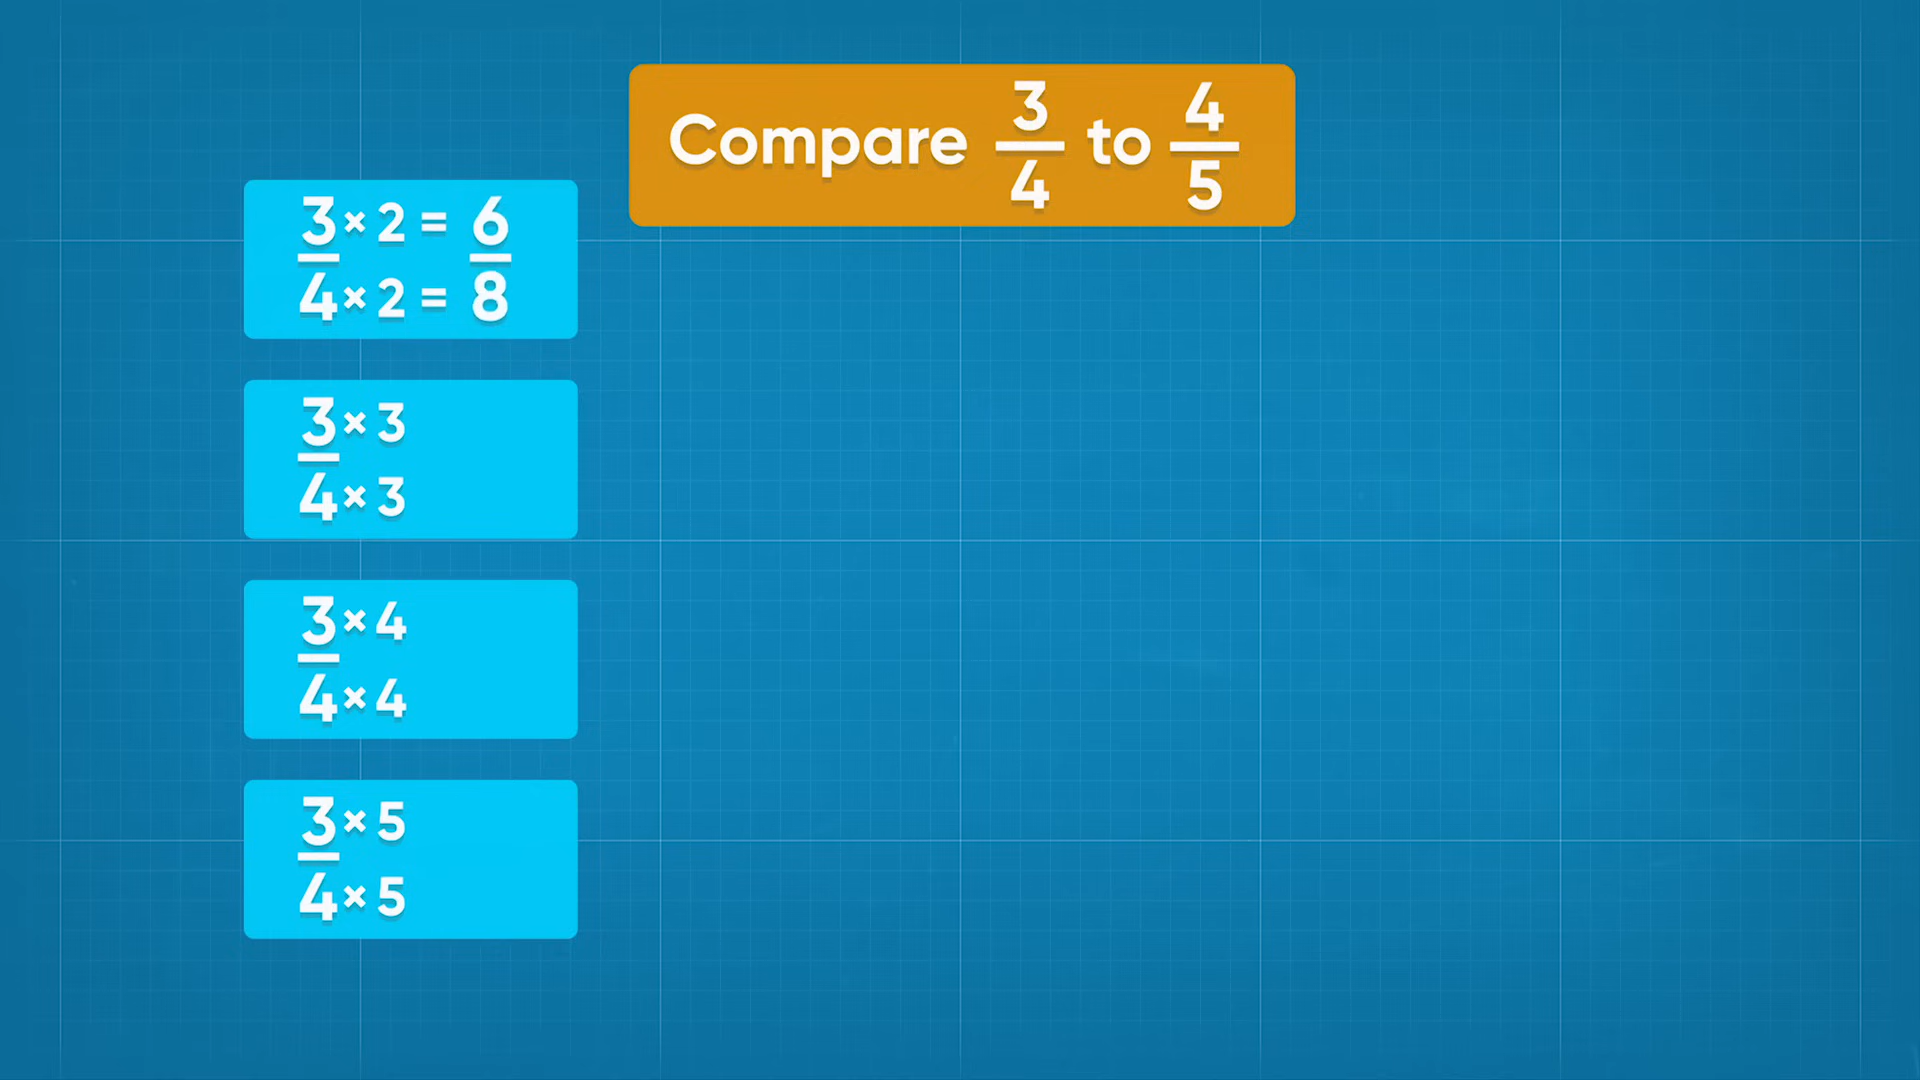 Compare 3/4 to 4/5
3 × 2 = 6
4 × 2 = 8
3 × 3
4 × 3
3 × 4
4 × 4
3 × 5
4 × 5